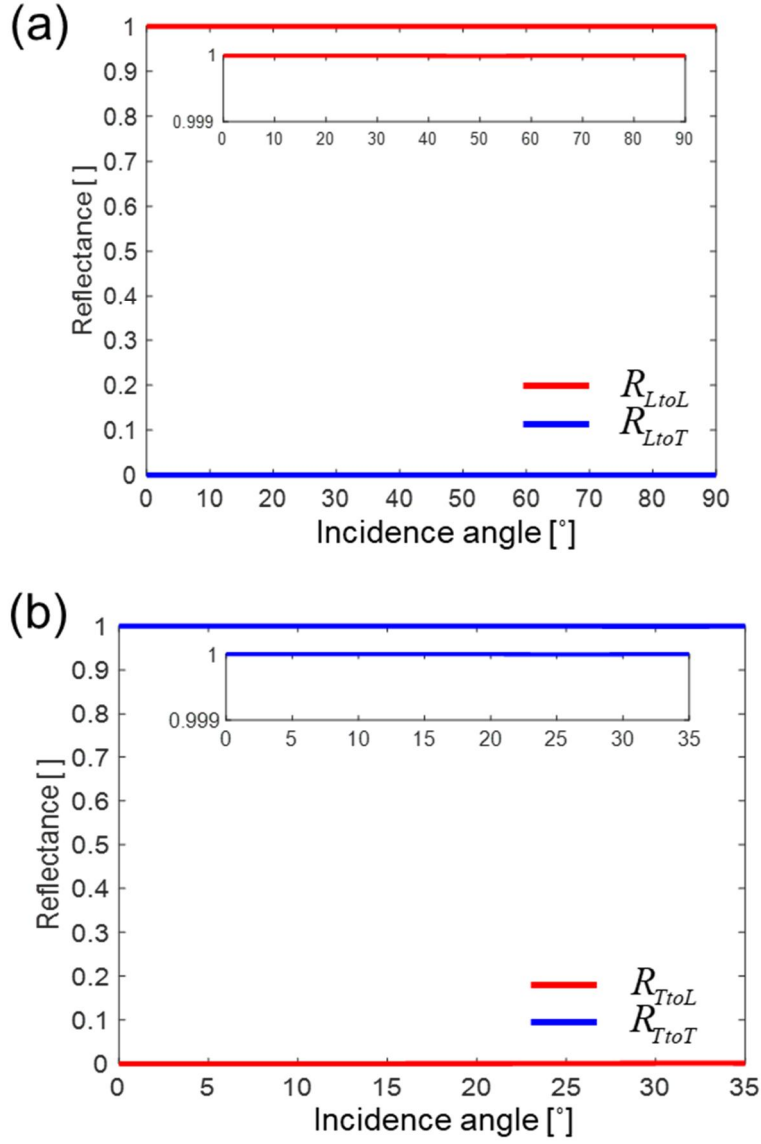 (a)
1
0.9
0.8
0.7
0.6
0.5
0.4
0.3
0.2
0.1
0
Reflectance [ ]
1
0.999
0 10 20 30 40 50 60 70 80 90
R_LtoL
R_LtoT
0 10 20 30 40 50 60 70 80 90
Incidence angle [°]
(b)
1
0.9
0.8
0.7
0.6
0.5
0.4
0.3
0.2
0.1
0
Reflectance [ ]
1
0.999
0 5 10 15 20 25 30 35
R_TtoL
R_TtoT
0 5 10 15 20 25 30 35
Incidence angle [°]